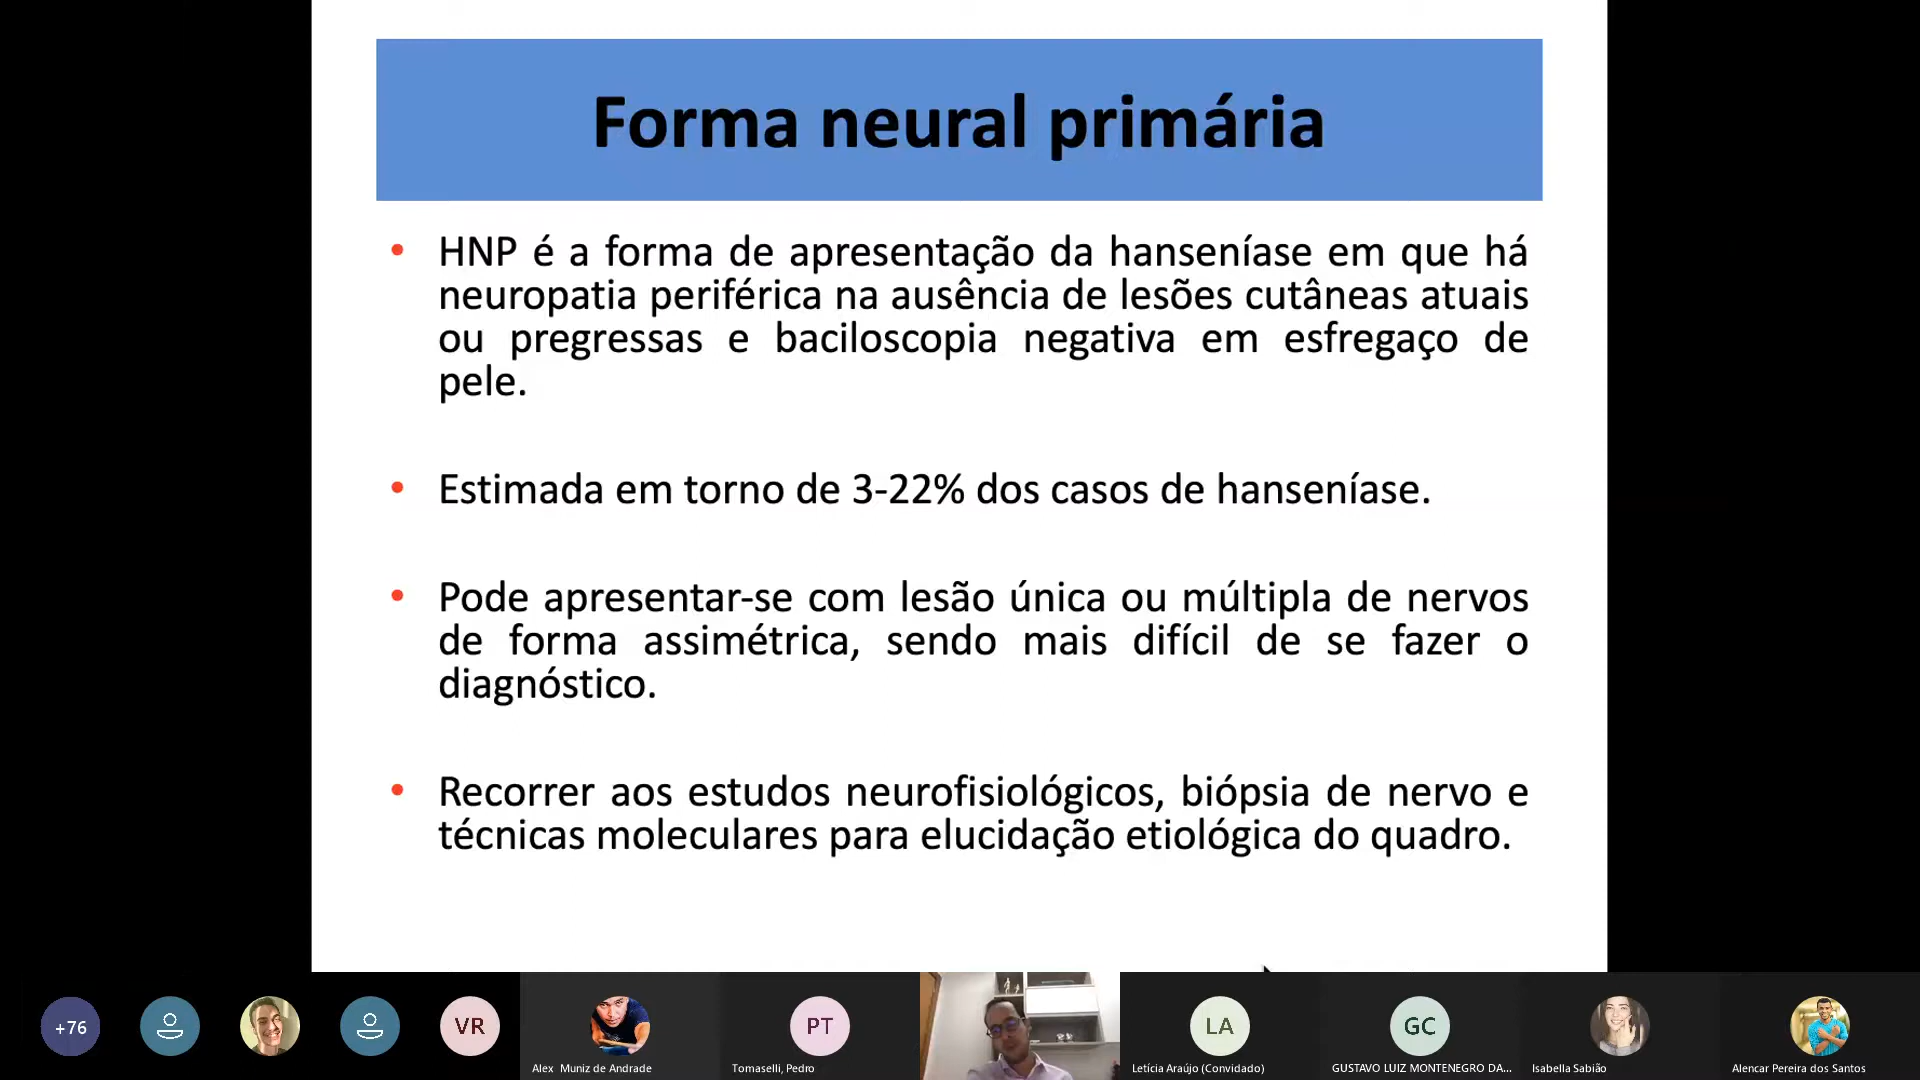 Forma neural primária
• HNP é a forma de apresentação da hanseníase em que há
neuropatia periférica na ausência de lesões cutâneas atuais
ou pregressas e baciloscopia negativa em esfregaço de
pele.
• Estimada em torno de 3-22% dos casos de hanseníase.
• Pode apresentar-se com lesão única ou múltipla de nervos
de forma assimétrica, sendo mais difícil de se fazer o
diagnóstico.
• Recorrer aos estudos neurofisiológicos, biópsia de nervo e
técnicas moleculares para elucidação etiológica do quadro.
+76
VR
Alex Muniz de Andrade
PT
Tomaselli, Pedro
LA
Letícia Araújo (Convidado)
GC
GUSTAVO LUIZ MONTENEGRO DA...
Isabella Sabião
Alencar Pereira dos Santos